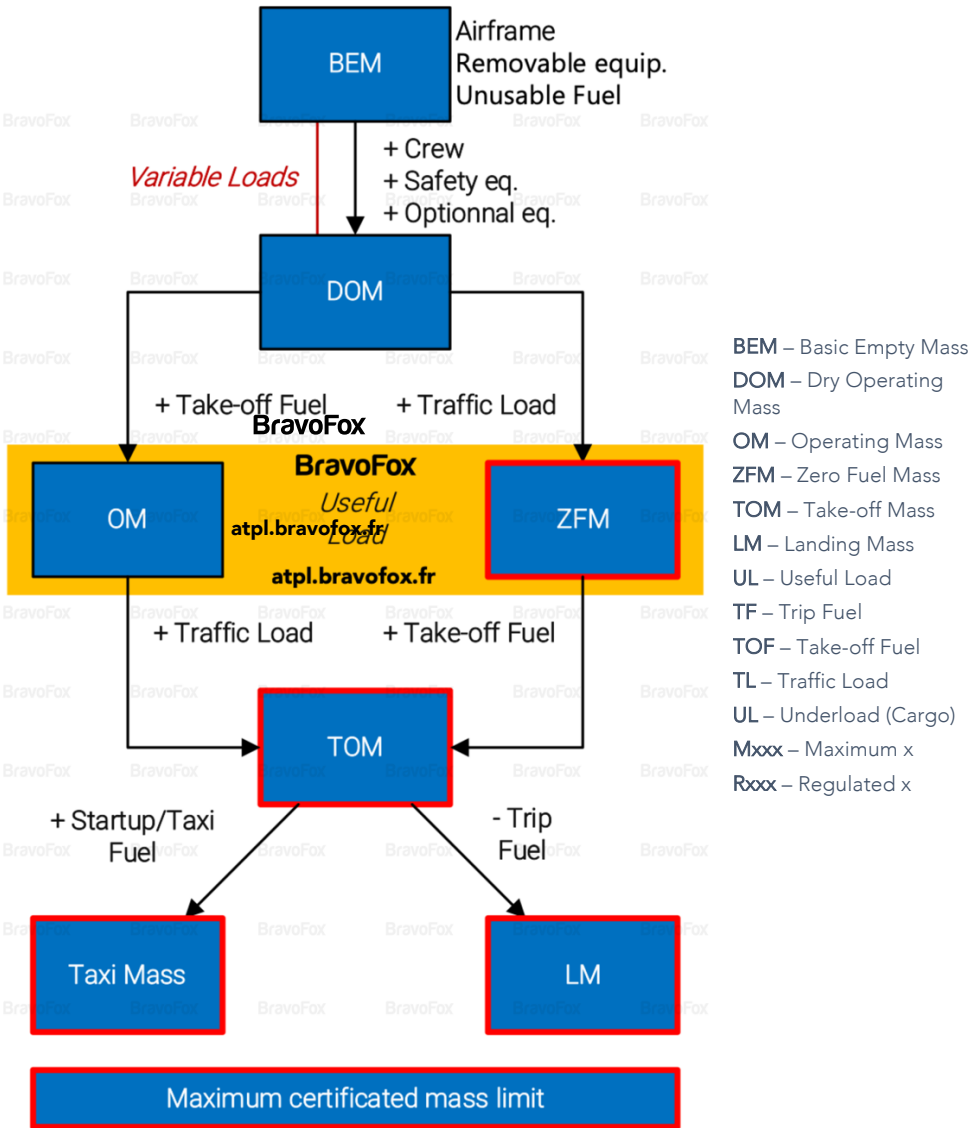 BEM
Airframe
Removable equip.
Unusable Fuel
Variable Loads
+ Crew
+ Safety eq.
+ Optionnal eq.
DOM
+ Take-off Fuel
+ Traffic Load
BravoFox
BravoFox
OM
Useful
Load
atpl.bravofox.fr
atpl.bravofox.fr
ZFM
+ Traffic Load
+ Take-off Fuel
TOM
+ Startup/Taxi
Fuel
- Trip
Fuel
Taxi Mass
LM
Maximum certificated mass limit
BEM – Basic Empty Mass
DOM – Dry Operating
Mass
OM – Operating Mass
ZFM – Zero Fuel Mass
TOM – Take-off Mass
LM – Landing Mass
UL – Useful Load
TF – Trip Fuel
TOF – Take-off Fuel
TL – Traffic Load
UL – Underload (Cargo)
Mxxx – Maximum x
Rxxx – Regulated x